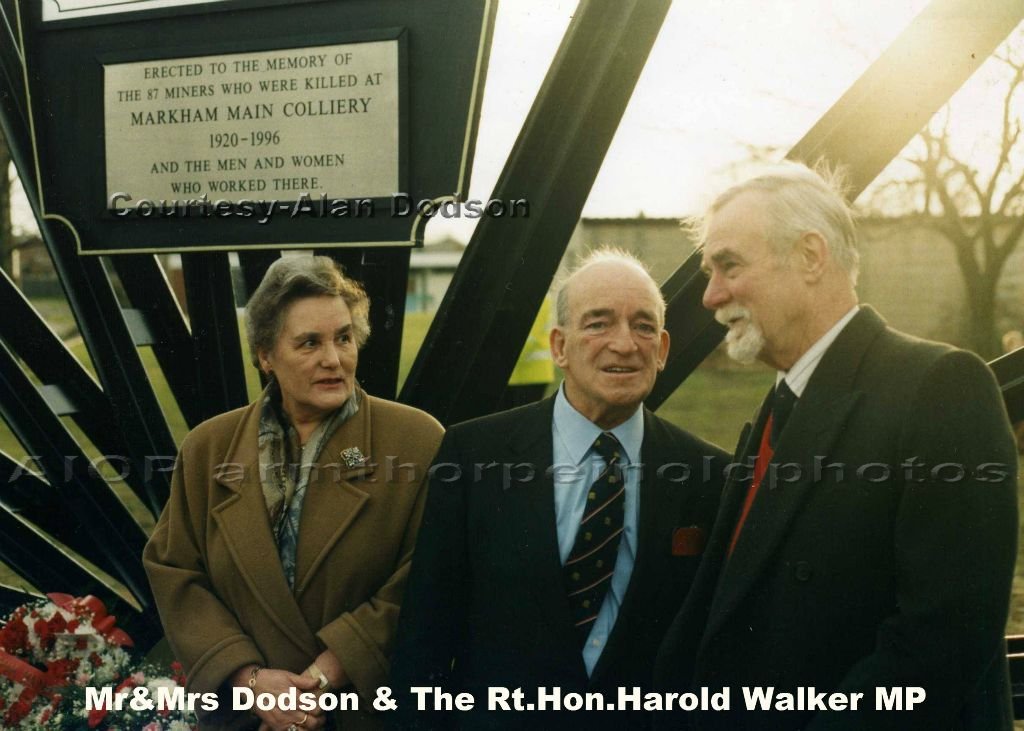 ERECTED TO THE MEMORY OF
THE 87 MINERS WHO WERE KILLED AT
MARKHAM MAIN COLLIERY
1920-1996
AND THE MEN AND WOMEN
WHO WORKED THERE.
Courtesy-Alan Dodson
AIOP armthorpeinoldphotos
Mr&Mrs Dodson & The Rt.Hon.Harold Walker MP